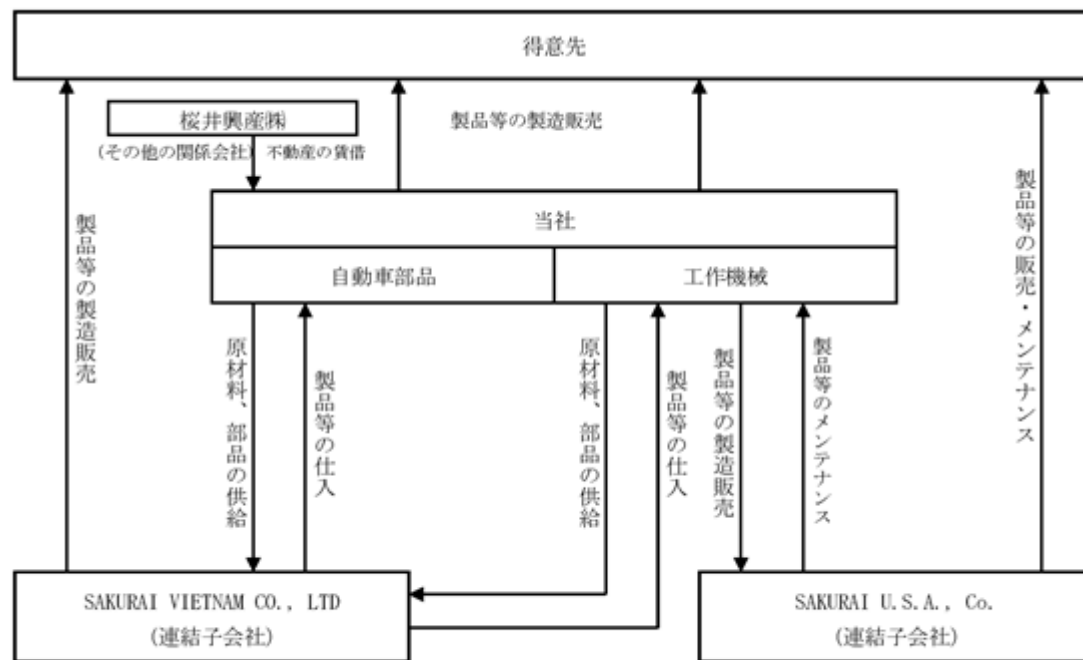 得意先
桜井興産㈱
(その他の関係会社)
不動産の賃借
製品等の製造販売
当社
自動車部品
工作機械
製品等の製造販売
原材料、部品の供給
製品等の仕入
原材料、部品の供給
製品等の仕入
製品等の製造販売
製品等のメンテナンス
製品等の販売・メンテナンス
SAKURAI VIETNAM CO., LTD
(連結子会社)
SAKURAI U.S.A., Co.
(連結子会社)